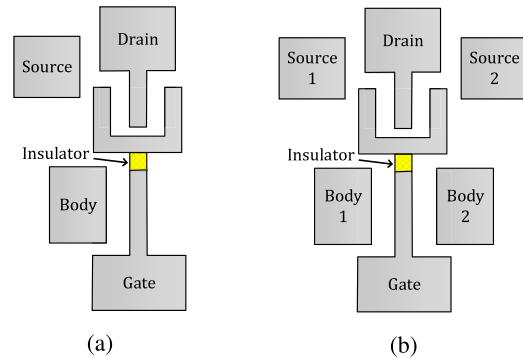 Drain
Source
Insulator
Body
Gate
(a)
Drain
Source
1
Source
2
Insulator
Body
1
Body
2
Gate
(b)